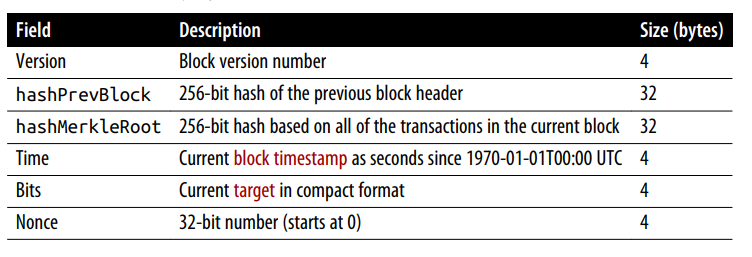 Field Description Size (bytes)
Version Block version number 4
hashPrevBlock 256-bit hash of the previous block header 32
hashMerkleRoot 256-bit hash based on all of the transactions in the current block 32
Time Current block timestamp as seconds since 1970-01-01T00:00 UTC 4
Bits Current target in compact format 4
Nonce 32-bit number (starts at 0) 4